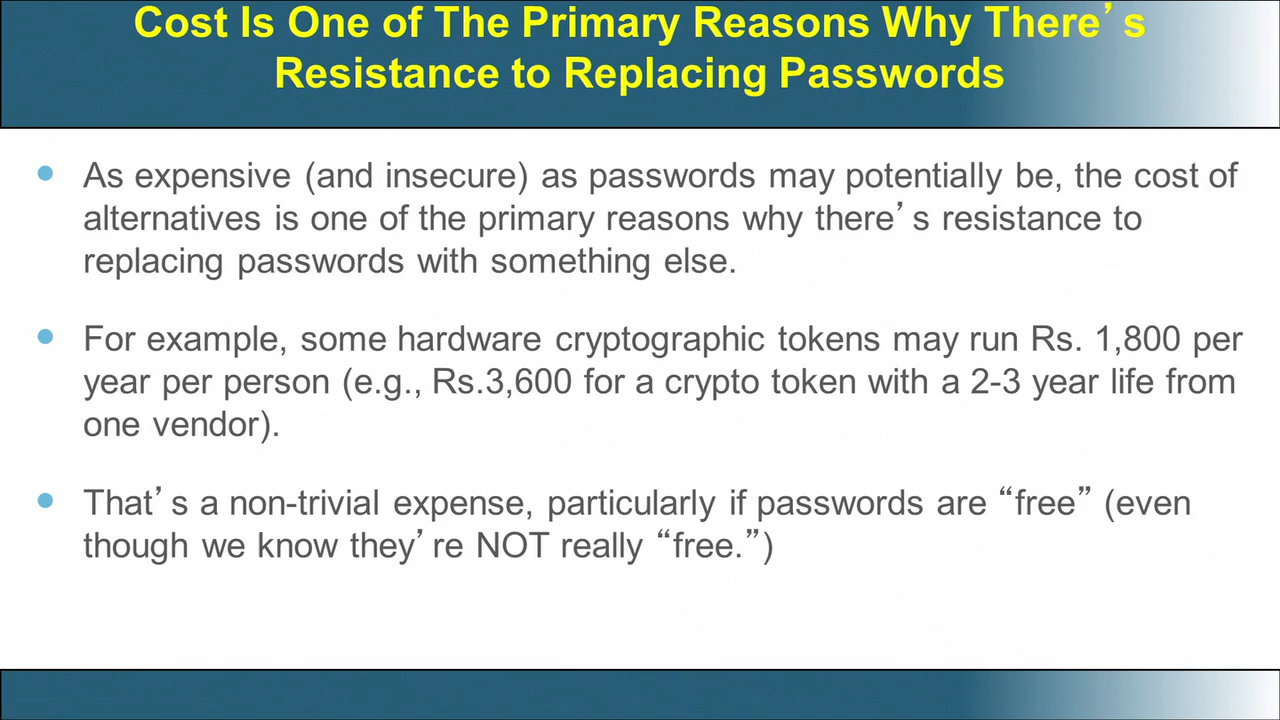 Cost Is One of The Primary Reasons Why There’s
Resistance to Replacing Passwords
As expensive (and insecure) as passwords may potentially be, the cost of
alternatives is one of the primary reasons why there’s resistance to
replacing passwords with something else.
For example, some hardware cryptographic tokens may run Rs. 1,800 per
year per person (e.g., Rs.3,600 for a crypto token with a 2-3 year life from
one vendor).
That’s a non-trivial expense, particularly if passwords are “free” (even
though we know they’re NOT really “free.”)